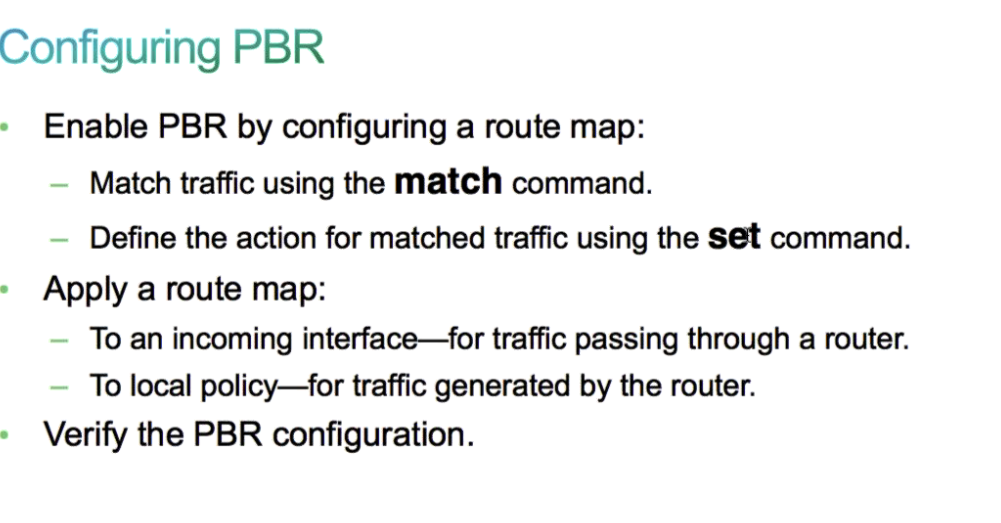 Configuring PBR
• Enable PBR by configuring a route map:
– Match traffic using the match command.
– Define the action for matched traffic using the set command.
• Apply a route map:
– To an incoming interface—for traffic passing through a router.
– To local policy—for traffic generated by the router.
• Verify the PBR configuration.